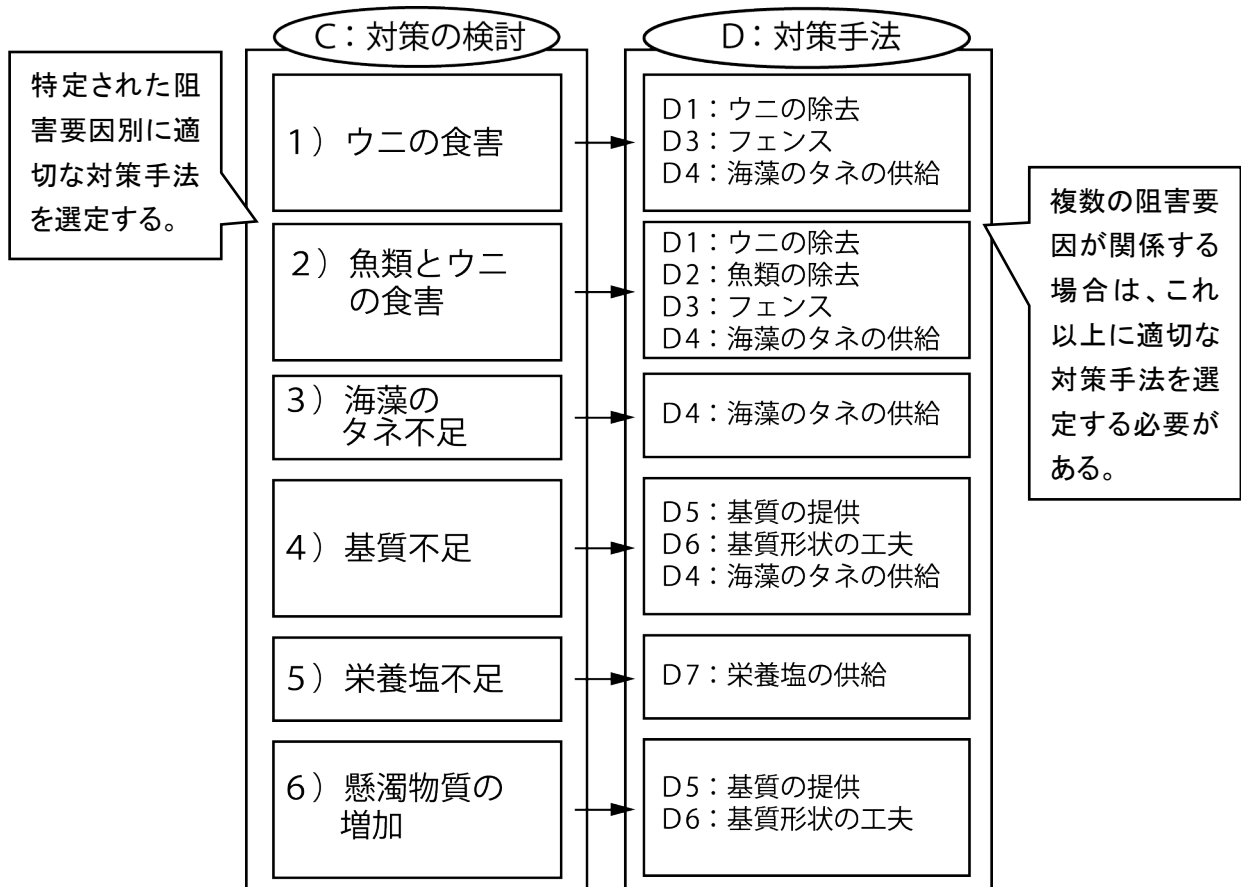 C：対策の検討
D：対策手法
特定された阻
害要因別に適
切な対策手法
を選定する。
1）ウニの食害
D1：ウニの除去
D3：フェンス
D4：海藻のタネの供給
2）魚類とウニ
の食害
D1：ウニの除去
D2：魚類の除去
D3：フェンス
D4：海藻のタネの供給
複数の阻害要
因が関係する
場合は、これ
以上に適切な
対策手法を選
定する必要が
ある。
3）海藻の
タネ不足
D4：海藻のタネの供給
4）基質不足
D5：基質の提供
D6：基質形状の工夫
D4：海藻のタネの供給
5）栄養塩不足
D7：栄養塩の供給
6）懸濁物質の
増加
D5：基質の提供
D6：基質形状の工夫